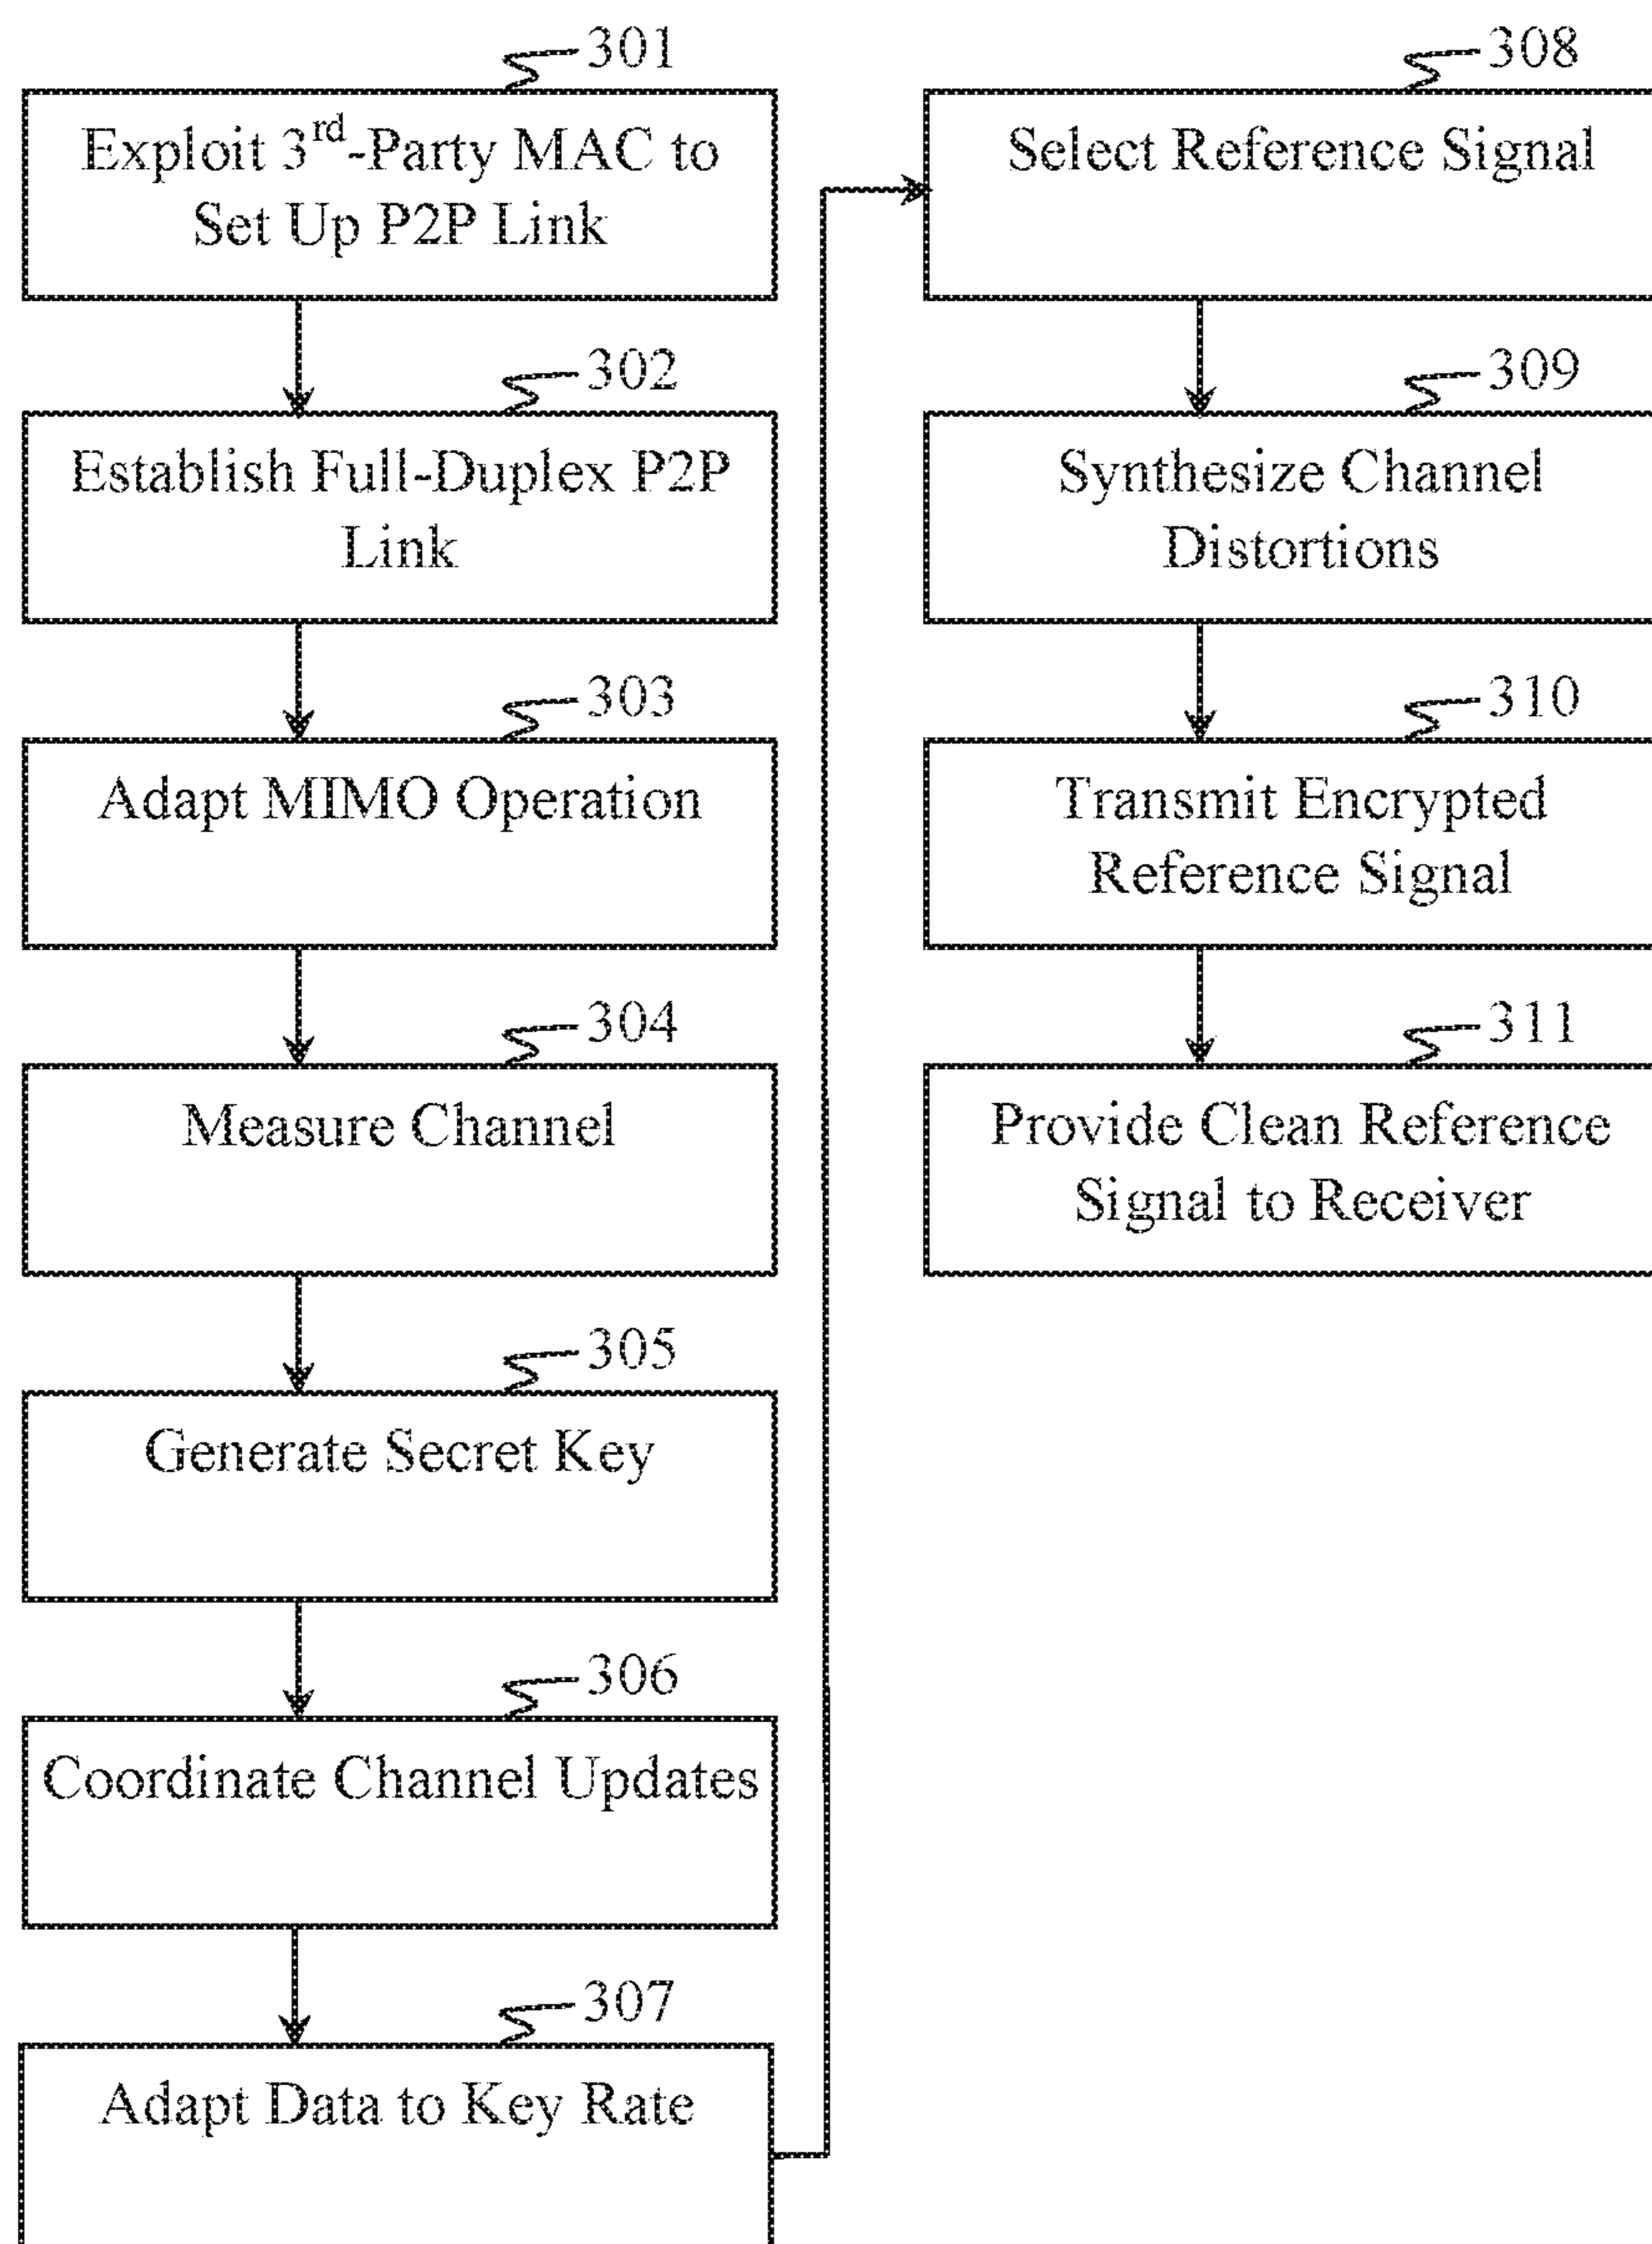 301
Exploit 3rd-Party MAC to
Set Up P2P Link
302
Establish Full-Duplex P2P
Link
303
Adapt MIMO Operation
304
Measure Channel
305
Generate Secret Key
306
Coordinate Channel Updates
307
Adapt Data to Key Rate
308
Select Reference Signal
309
Synthesize Channel
Distortions
310
Transmit Encrypted
Reference Signal
311
Provide Clean Reference
Signal to Receiver